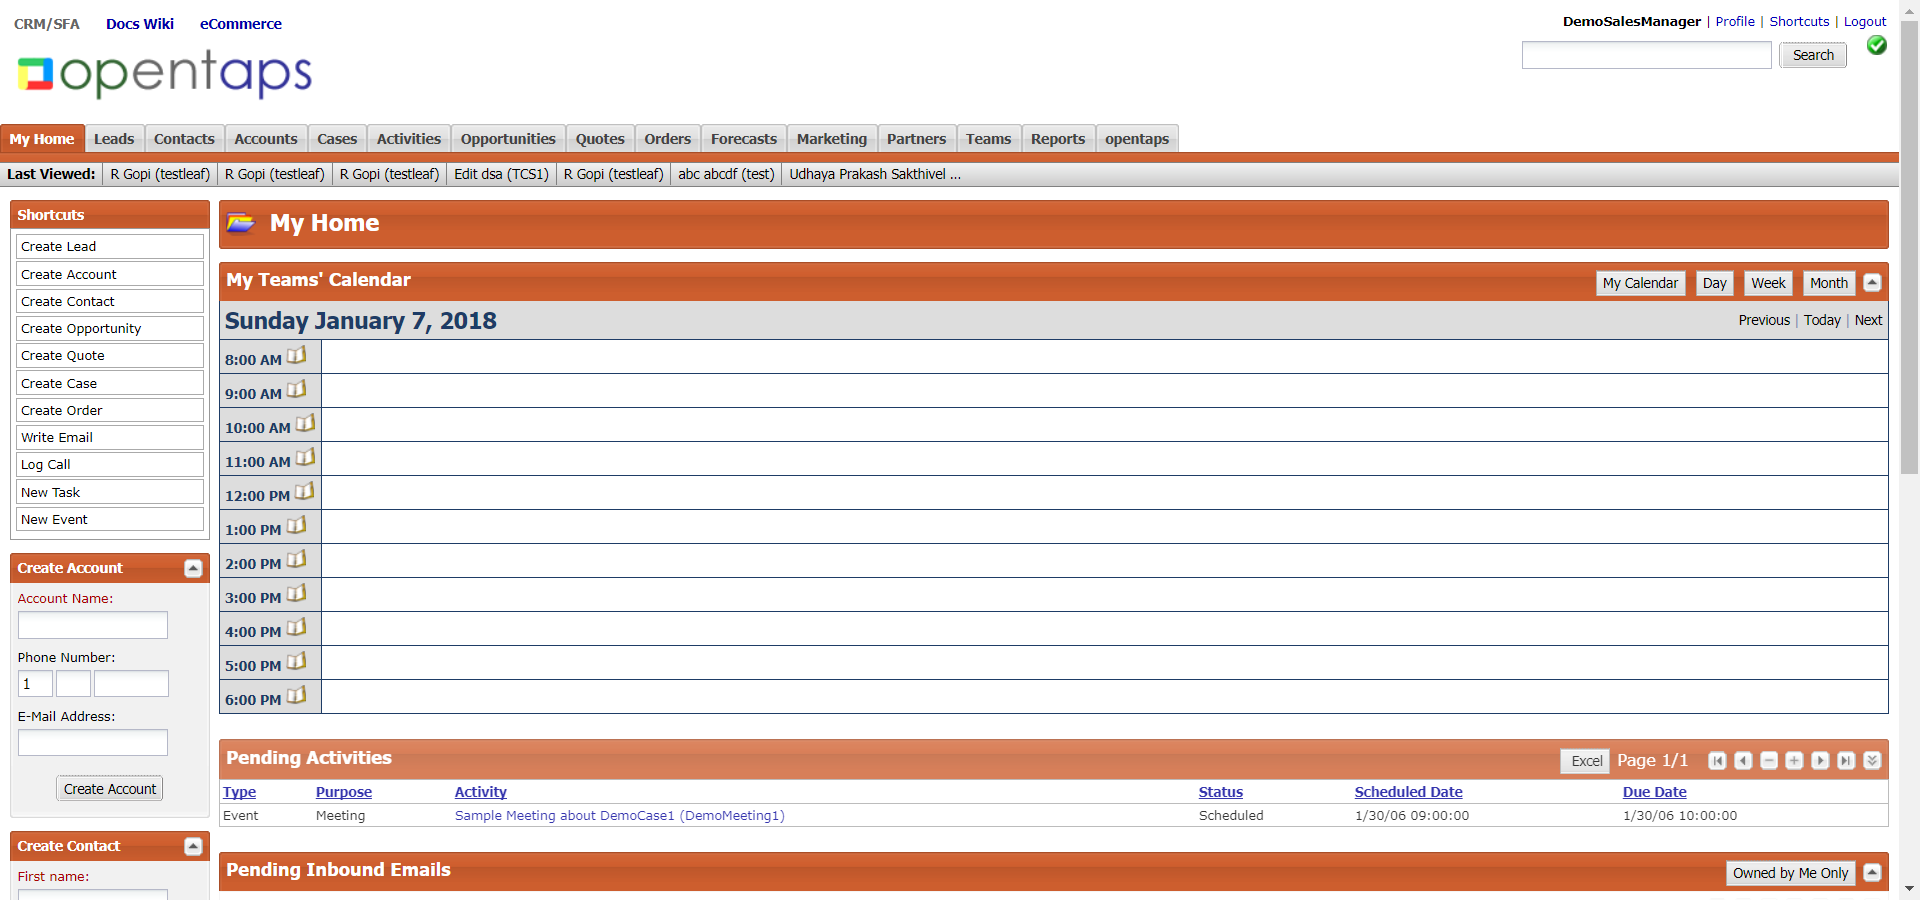 CRM/SFA Docs Wiki eCommerce
DemoSalesManager | Profile | Shortcuts | Logout
Search
opentaps
My Home Leads Contacts Accounts Cases Activities Opportunities Quotes Orders Forecasts Marketing Partners Teams Reports opentaps
Last Viewed: R Gopi (testleaf) R Gopi (testleaf) R Gopi (testleaf) Edit dsa (TCS1) R Gopi (testleaf) abc abcdf (test) Udhaya Prakash Sakthivel ...
Shortcuts
Create Lead
Create Account
Create Contact
Create Opportunity
Create Quote
Create Case
Create Order
Write Email
Log Call
New Task
New Event
Create Account
Account Name:
Phone Number:
1
E-Mail Address:
Create Account
Create Contact
First name:
My Home
My Teams' Calendar
My Calendar Day Week Month
Sunday January 7, 2018
Previous | Today | Next
8:00 AM
9:00 AM
10:00 AM
11:00 AM
12:00 PM
1:00 PM
2:00 PM
3:00 PM
4:00 PM
5:00 PM
6:00 PM
Pending Activities
Excel Page 1/1
Type Purpose Activity Status Scheduled Date Due Date
Event Meeting Sample Meeting about DemoCase1 (DemoMeeting1) Scheduled 1/30/06 09:00:00 1/30/06 10:00:00
Pending Inbound Emails
Owned by Me Only